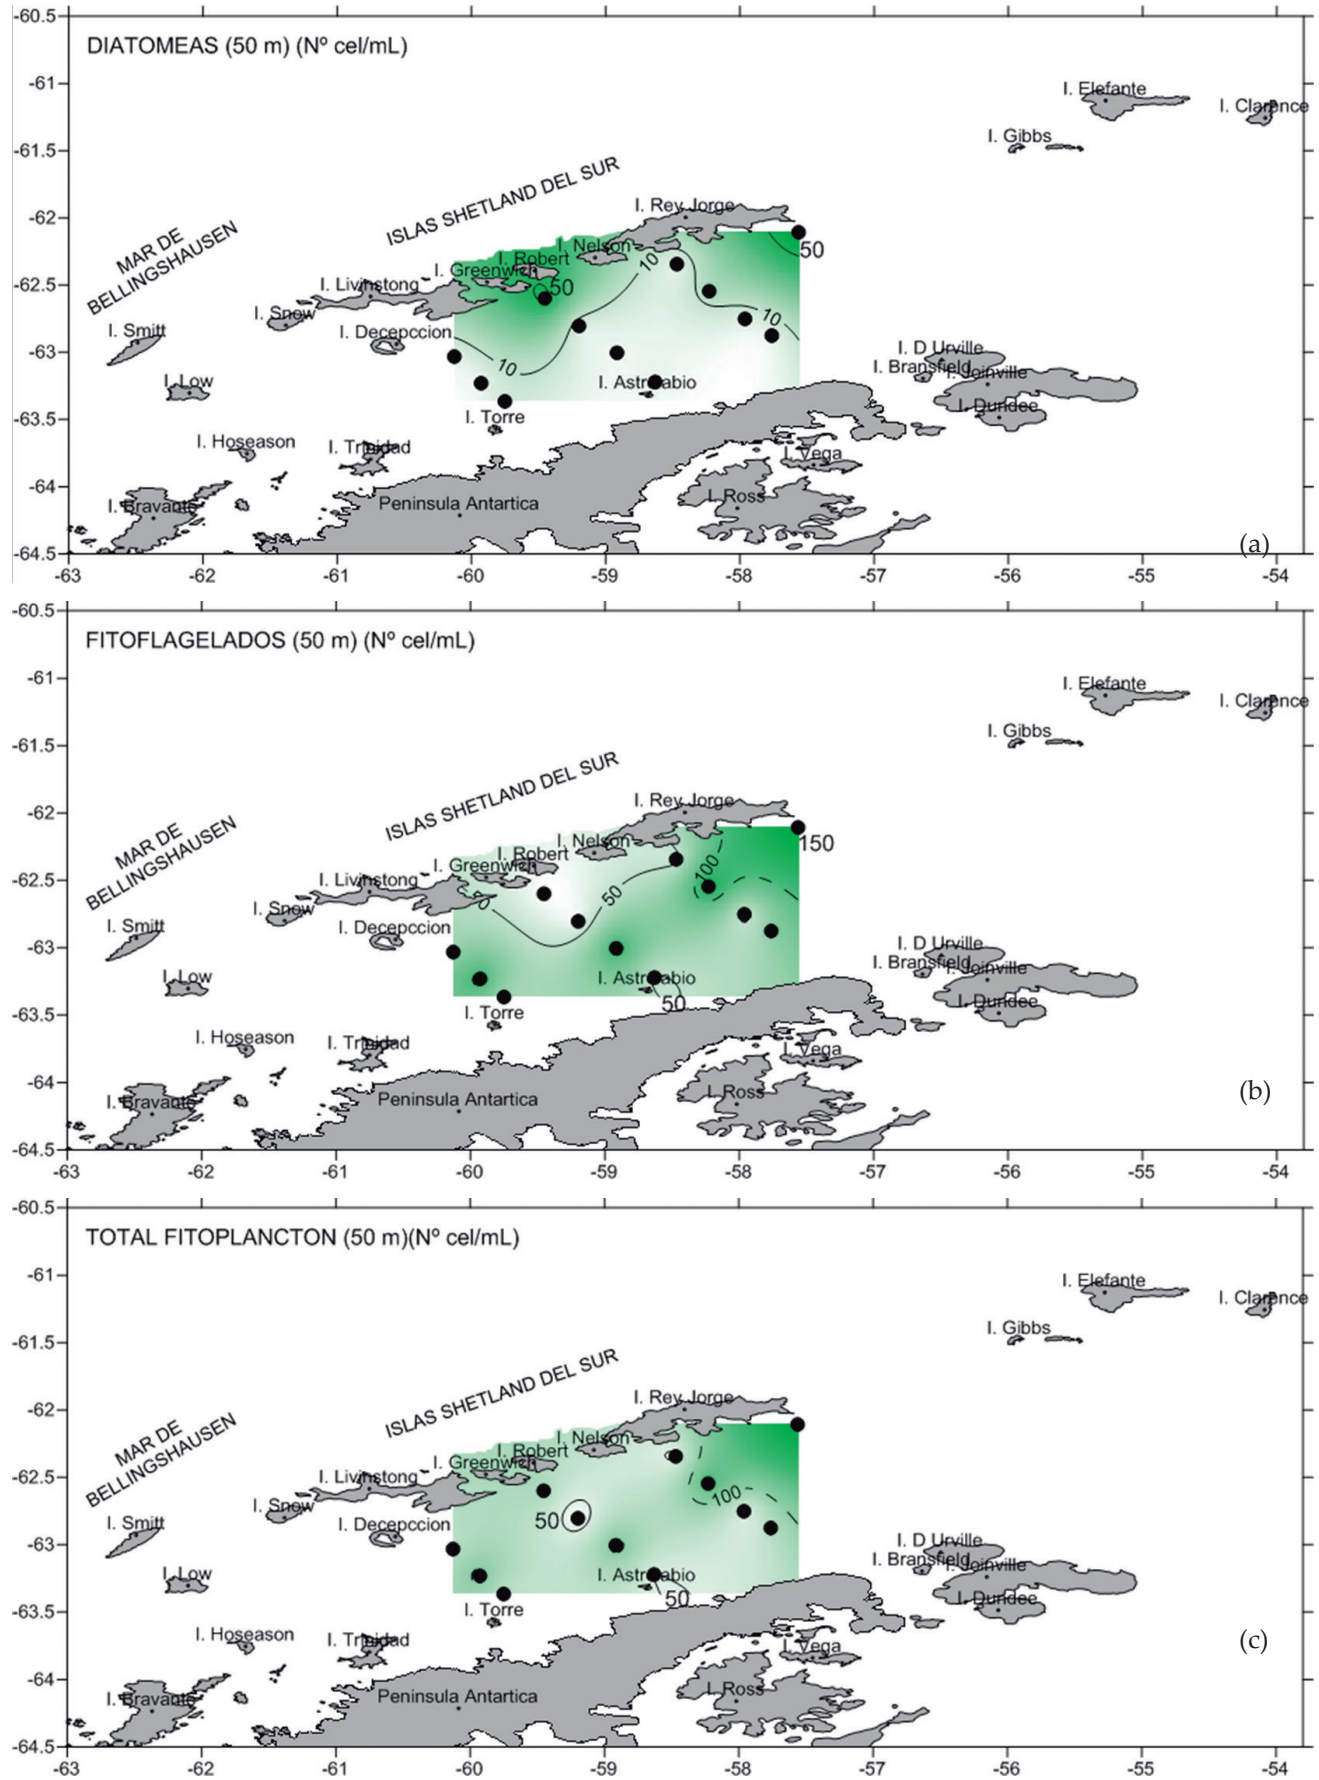 -60.5
DIATOMEAS (50 m) (Nº cel/mL)
-61
I. Elefante
I. Clarence
I. Gibbs
-61.5
ISLAS SHETLAND DEL SUR
-62
I. Rey Jorge
MAR DE
BELLINGSHAUSEN
50
I. Nelson
I. Robert
10
I. Greenwich
-62.5
I. Livinstong
50
I. Snow
10
I. Smitt
I. Decepccion
-63
I. D Urville
10
I. Bransfield
I. Joinville
I. Low
I. Astrolabio
I. Dundee
-63.5
I. Torre
I. Hoseason
I. Trinidad
I. Vega
-64
I. Ross
I. Bravante
Peninsula Antartica
-64.5
(a)
-63 -62 -61 -60 -59 -58 -57 -56 -55 -54
-60.5
FITOFLAGELADOS (50 m) (Nº cel/mL)
-61
I. Elefante
I. Clarence
I. Gibbs
-61.5
ISLAS SHETLAND DEL SUR
-62
I. Rey Jorge
MAR DE
BELLINGSHAUSEN
150
I. Nelson
I. Robert
100
I. Greenwich
-62.5
I. Livinstong
50
0
I. Snow
I. Smitt
I. Decepccion
-63
I. D Urville
I. Bransfield
I. Joinville
I. Low
I. Astrolabio
50
I. Dundee
-63.5
I. Torre
I. Hoseason
I. Trinidad
I. Vega
-64
I. Ross
I. Bravante
Peninsula Antartica
(b)
-64.5
-63 -62 -61 -60 -59 -58 -57 -56 -55 -54
-60.5
TOTAL FITOPLANCTON (50 m)(Nº cel/mL)
-61
I. Elefante
I. Clarence
I. Gibbs
-61.5
ISLAS SHETLAND DEL SUR
-62
I. Rey Jorge
MAR DE
BELLINGSHAUSEN
I. Nelson
I. Robert
I. Greenwich
-62.5
I. Livinstong
100
I. Snow
50
I. Smitt
I. Decepccion
-63
I. D Urville
I. Bransfield
I. Joinville
I. Low
I. Astrolabio
50
I. Dundee
-63.5
I. Torre
I. Hoseason
I. Trinidad
I. Vega
(c)
-64
I. Ross
I. Bravante
Peninsula Antartica
-64.5
-63 -62 -61 -60 -59 -58 -57 -56 -55 -54